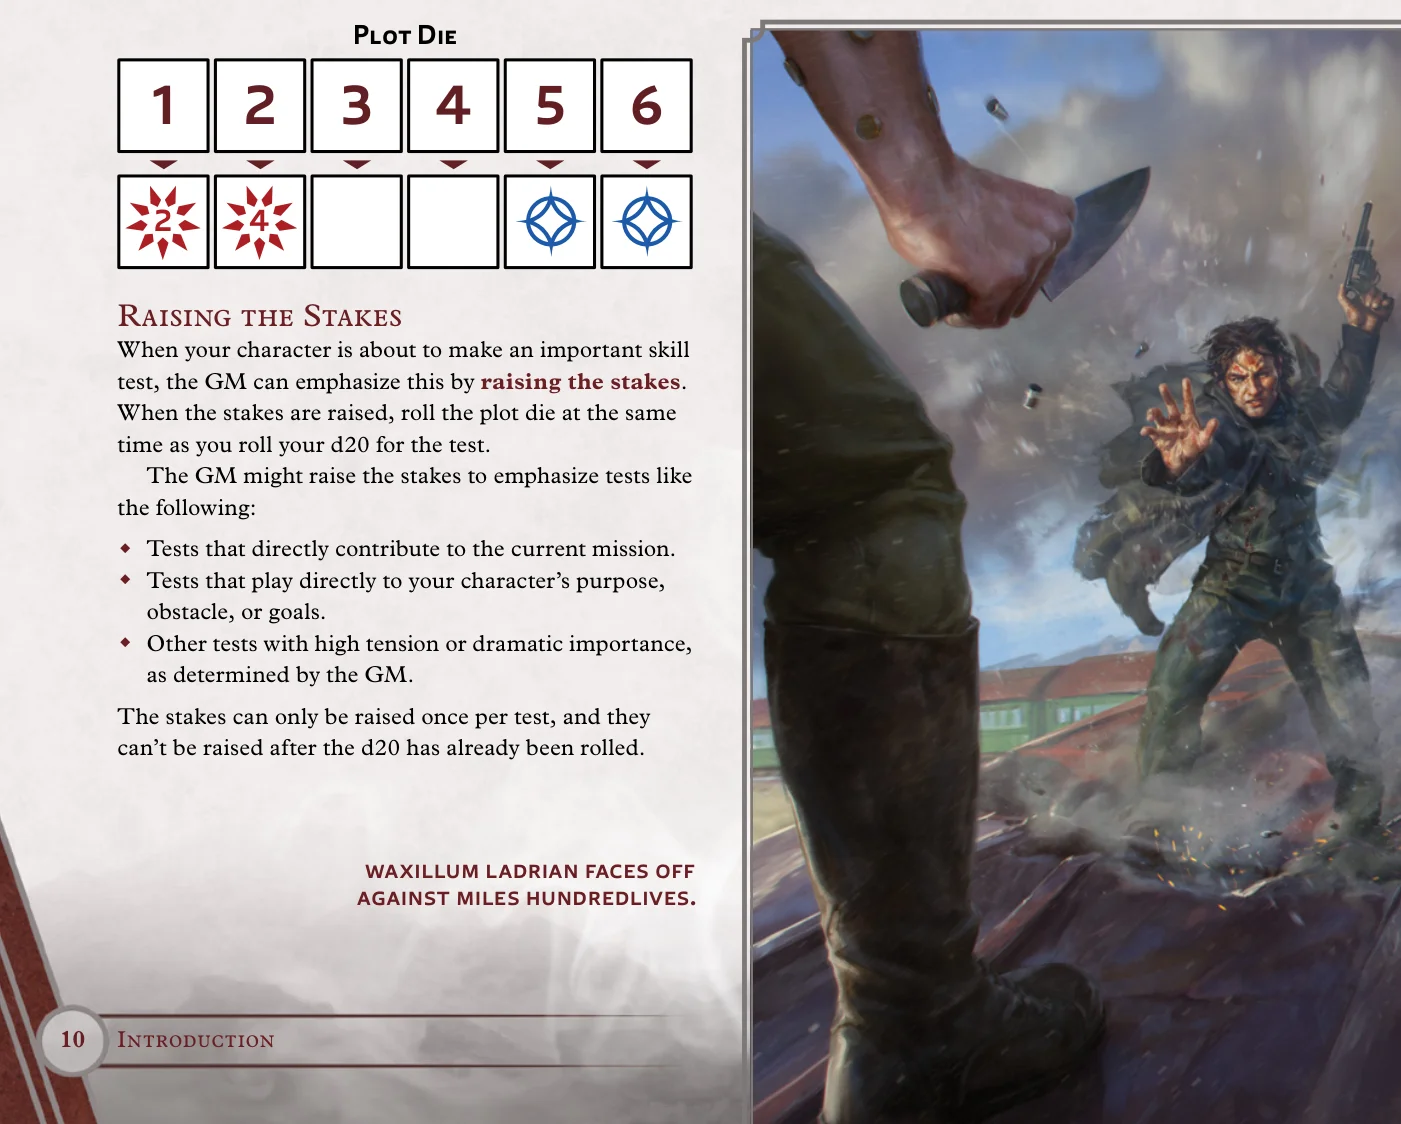 Plot Die
1 2 3 4 5 6
2 4
Raising the Stakes
When your character is about to make an important skill
test, the GM can emphasize this by raising the stakes.
When the stakes are raised, roll the plot die at the same
time as you roll your d20 for the test.
The GM might raise the stakes to emphasize tests like
the following:
Tests that directly contribute to the current mission.
Tests that play directly to your character’s purpose,
obstacle, or goals.
Other tests with high tension or dramatic importance,
as determined by the GM.
The stakes can only be raised once per test, and they
can’t be raised after the d20 has already been rolled.
WAXILLUM LADRIAN FACES OFF
AGAINST MILES HUNDREDLIVES.
10 Introduction